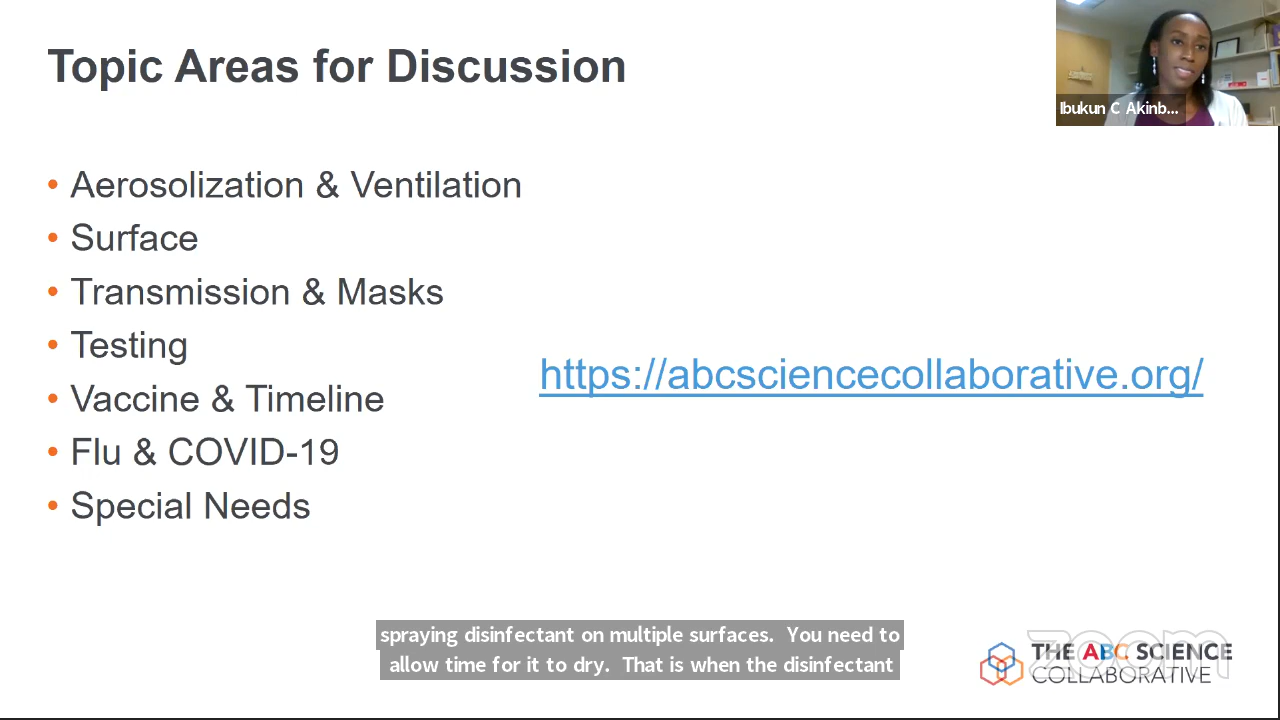 Topic Areas for Discussion
Ibukun C Akinb...
• Aerosolization & Ventilation
• Surface
• Transmission & Masks
• Testing
• Vaccine & Timeline
• Flu & COVID-19
• Special Needs
https://abcsciencecollaborative.org/
spraying disinfectant on multiple surfaces. You need to
allow time for it to dry. That is when the disinfectant
THE ABC SCIENCE
COLLABORATIVE
zoom